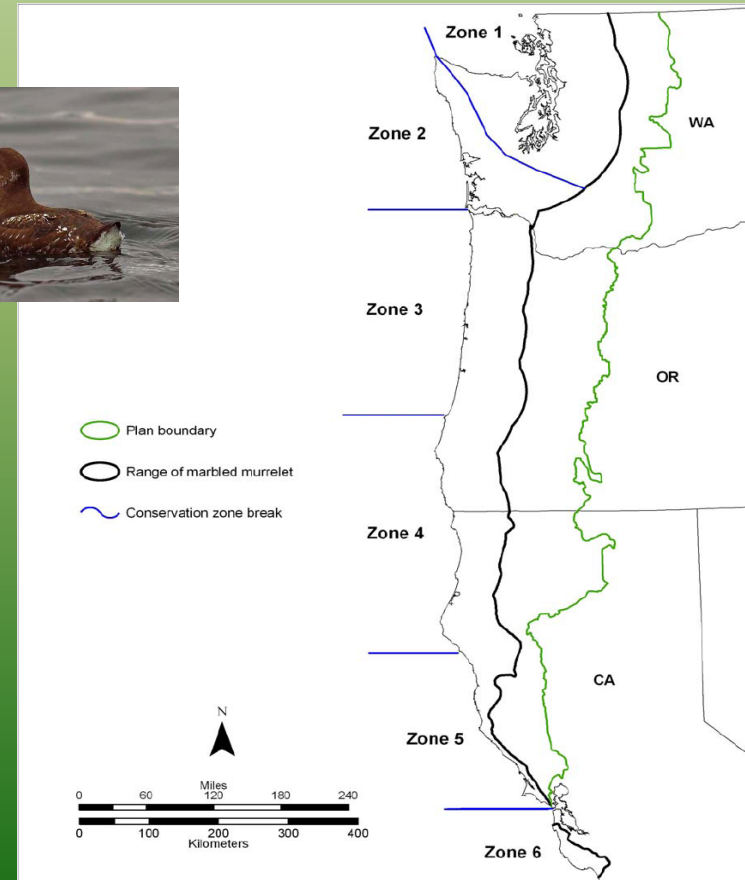 Zone 1
WA
Zone 2
Zone 3
OR
Plan boundary
Range of marbled murrelet
Conservation zone break
Zone 4
CA
Zone 5
N
Miles
0 60 120 180 240
0 100 200 300 400
Kilometers
Zone 6